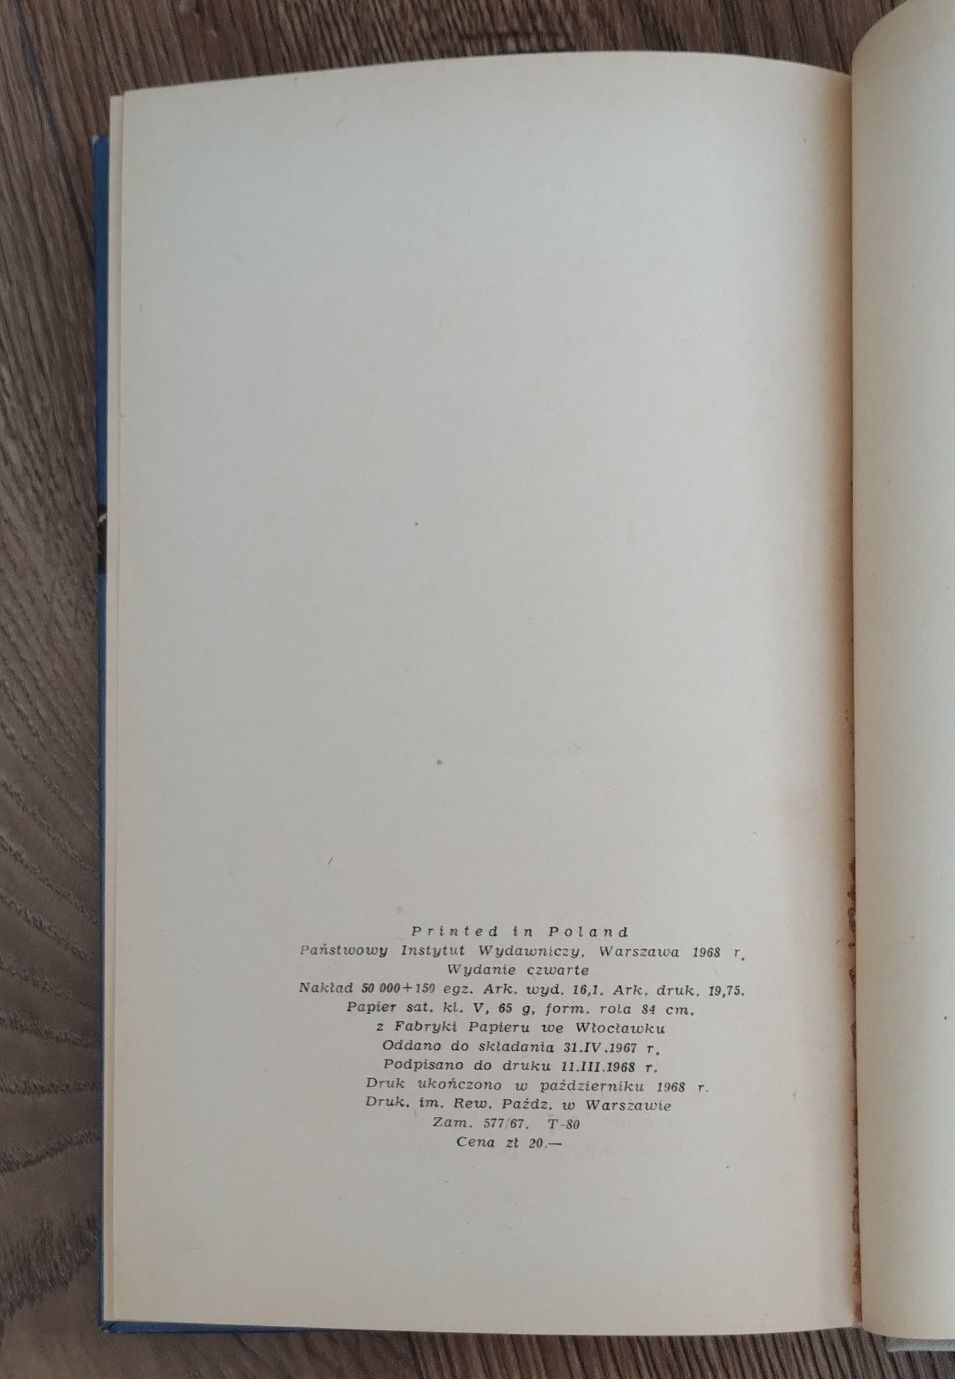 Printed in Poland
Państwowy Instytut Wydawniczy, Warszawa 1968 r.
Wydanie czwarte
Nakład 50 000+150 egz. Ark. wyd. 16,1. Ark. druk. 19,75.
Papier sat. kl. V, 65 g, form. rola 84 cm.
z Fabryki Papieru we Włocławku
Oddano do składania 31.IV.1967 r.
Podpisano do druku 11.III.1968 r.
Druk ukończono w październiku 1968 r.
Druk. im. Rew. Paźdz. w Warszawie
Zam. 577/67. T-80
Cena zł 20.—